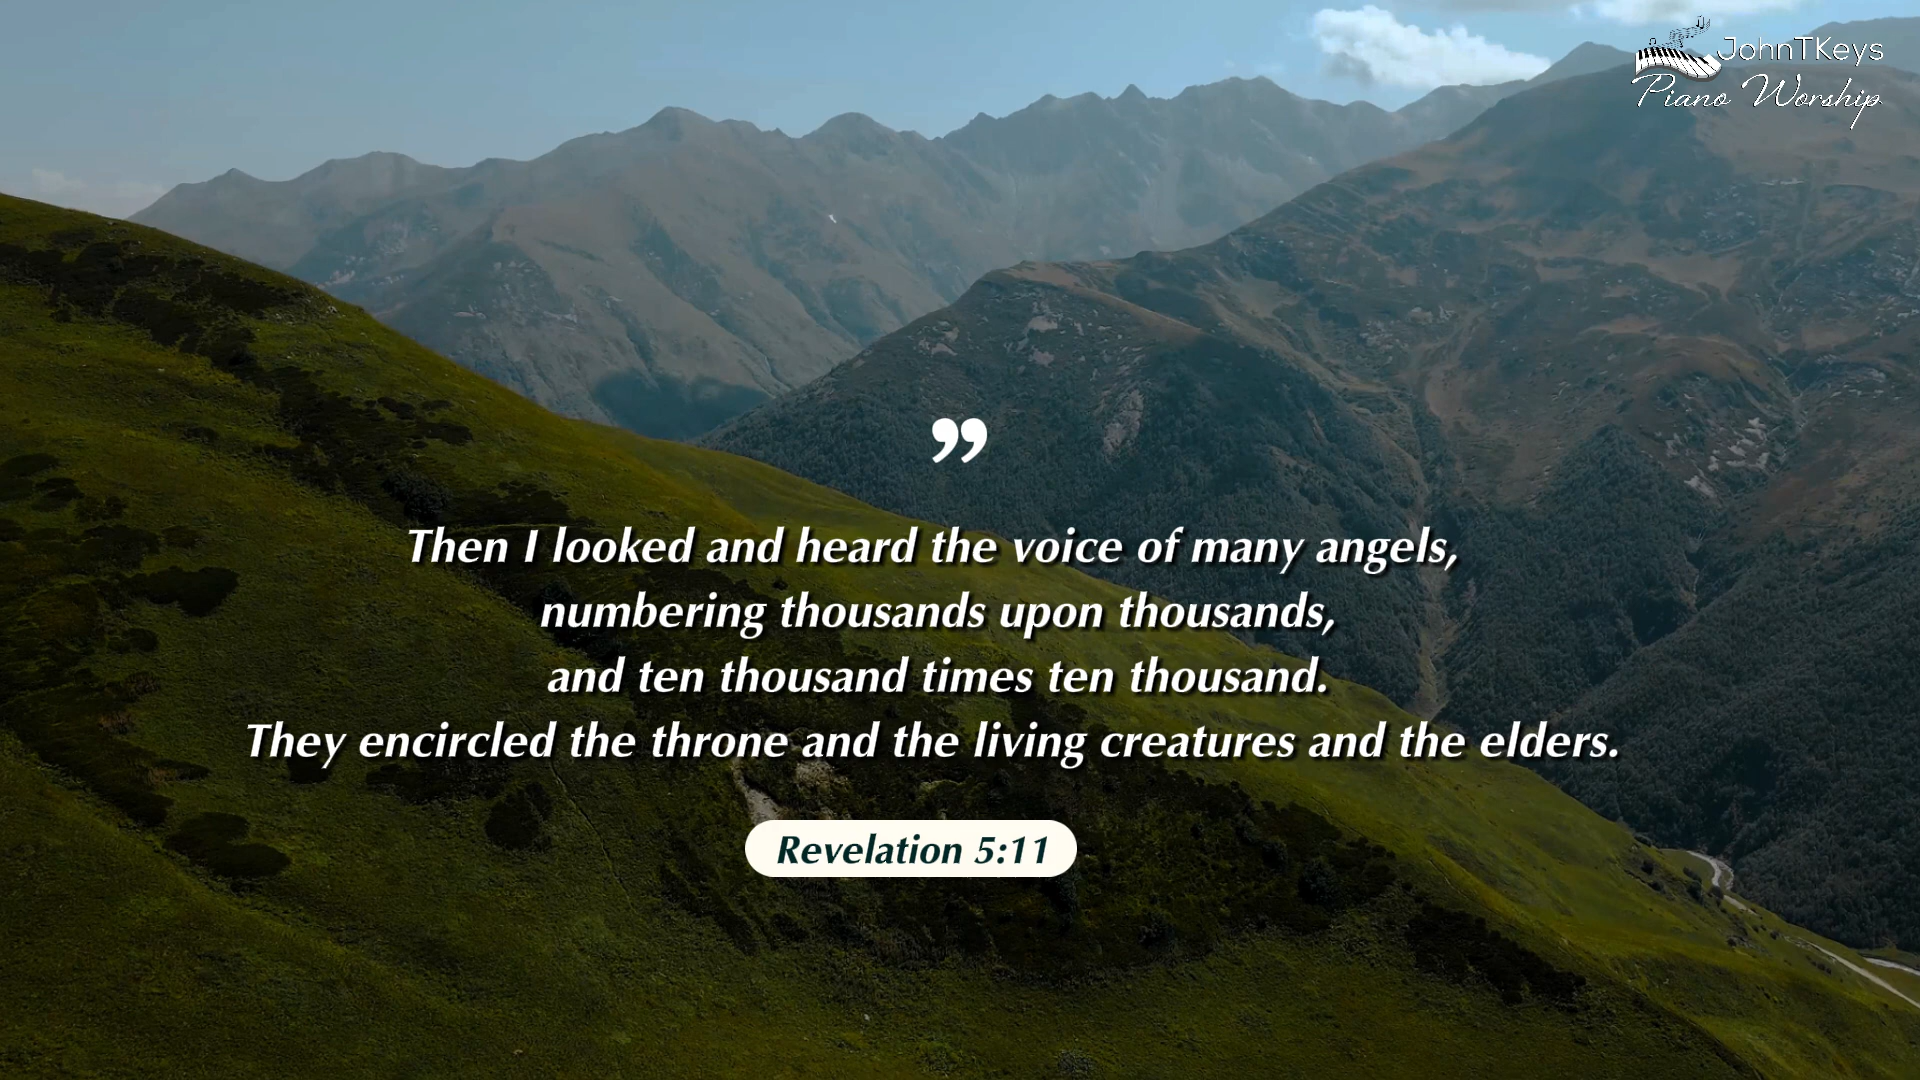 JohnTKeys
Piano Worship
”
Then I looked and heard the voice of many angels,
numbering thousands upon thousands,
and ten thousand times ten thousand.
They encircled the throne and the living creatures and the elders.
Revelation 5:11